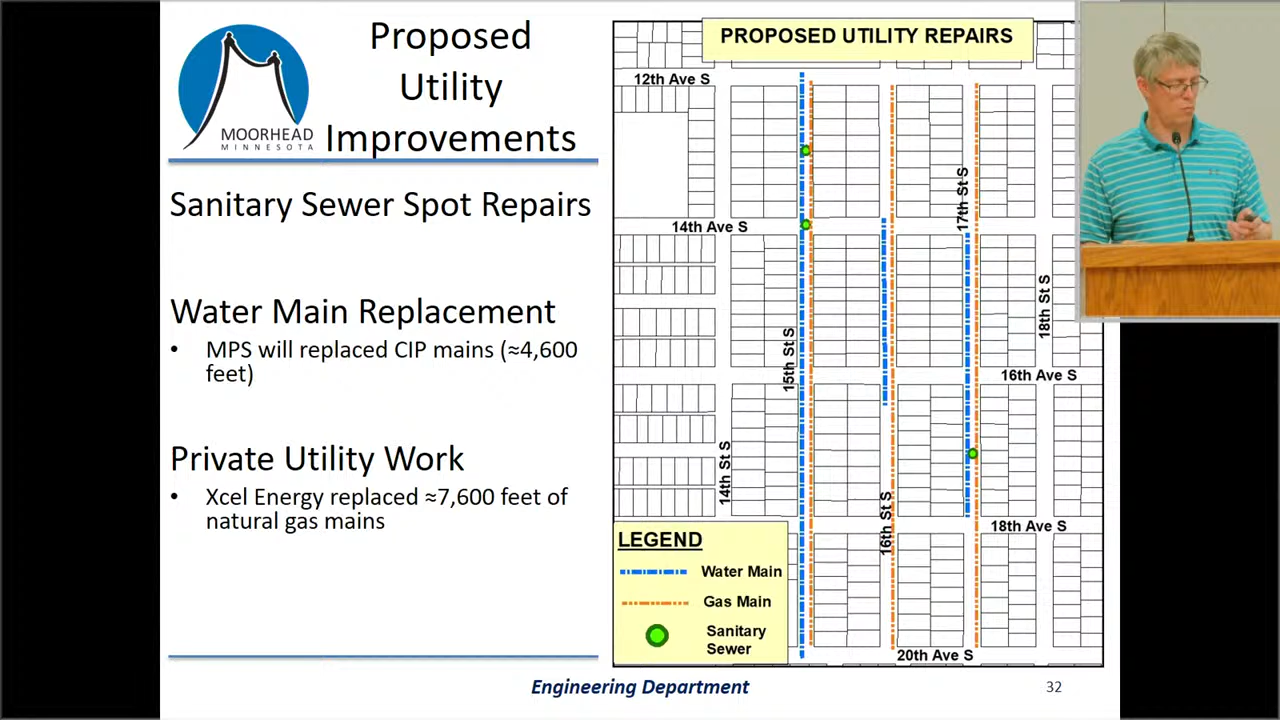 MOORHEAD
MINNESOTA
Proposed
Utility
Improvements
Sanitary Sewer Spot Repairs
Water Main Replacement
• MPS will replaced CIP mains (≈4,600
feet)
Private Utility Work
• Xcel Energy replaced ≈7,600 feet of
natural gas mains
PROPOSED UTILITY REPAIRS
12th Ave S
17th St S
14th Ave S
18th St S
15th St S
16th Ave S
14th St S
16th St S
18th Ave S
LEGEND
Water Main
Gas Main
Sanitary
Sewer
20th Ave S
Engineering Department
32